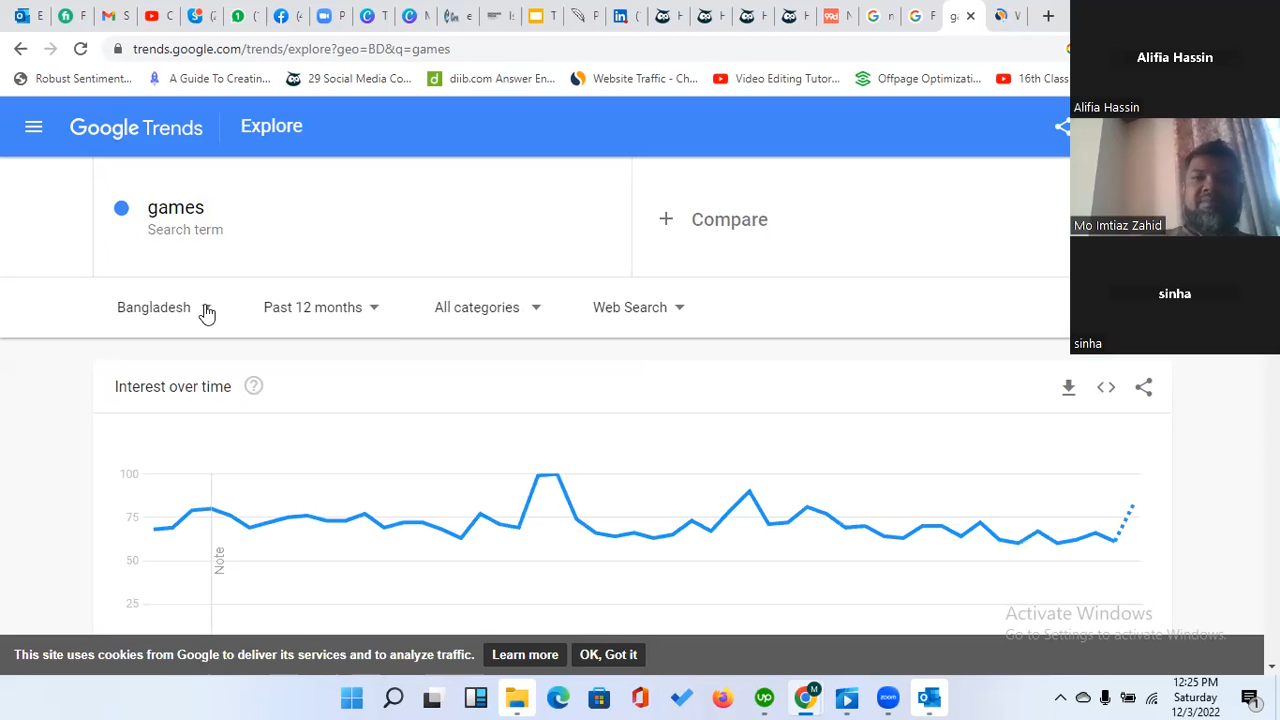 trends.google.com/trends/explore?geo=BD&q=games
Robust Sentiment...
A Guide To Creatin...
29 Social Media Co...
diib.com Answer En...
Website Traffic - Ch...
Video Editing Tutor...
Offpage Optimizati...
16th Class
Google Trends
Explore
games
Search term
+ Compare
Bangladesh
Past 12 months
All categories
Web Search
Interest over time
100
75
50
25
Note
Activate Windows
Go to Settings to activate Windows.
This site uses cookies from Google to deliver its services and to analyze traffic.
Learn more
OK, Got it
12:25 PM
Saturday
12/3/2022
Alifia Hassin
Alifia Hassin
Mo Imtiaz Zahid
sinha
sinha